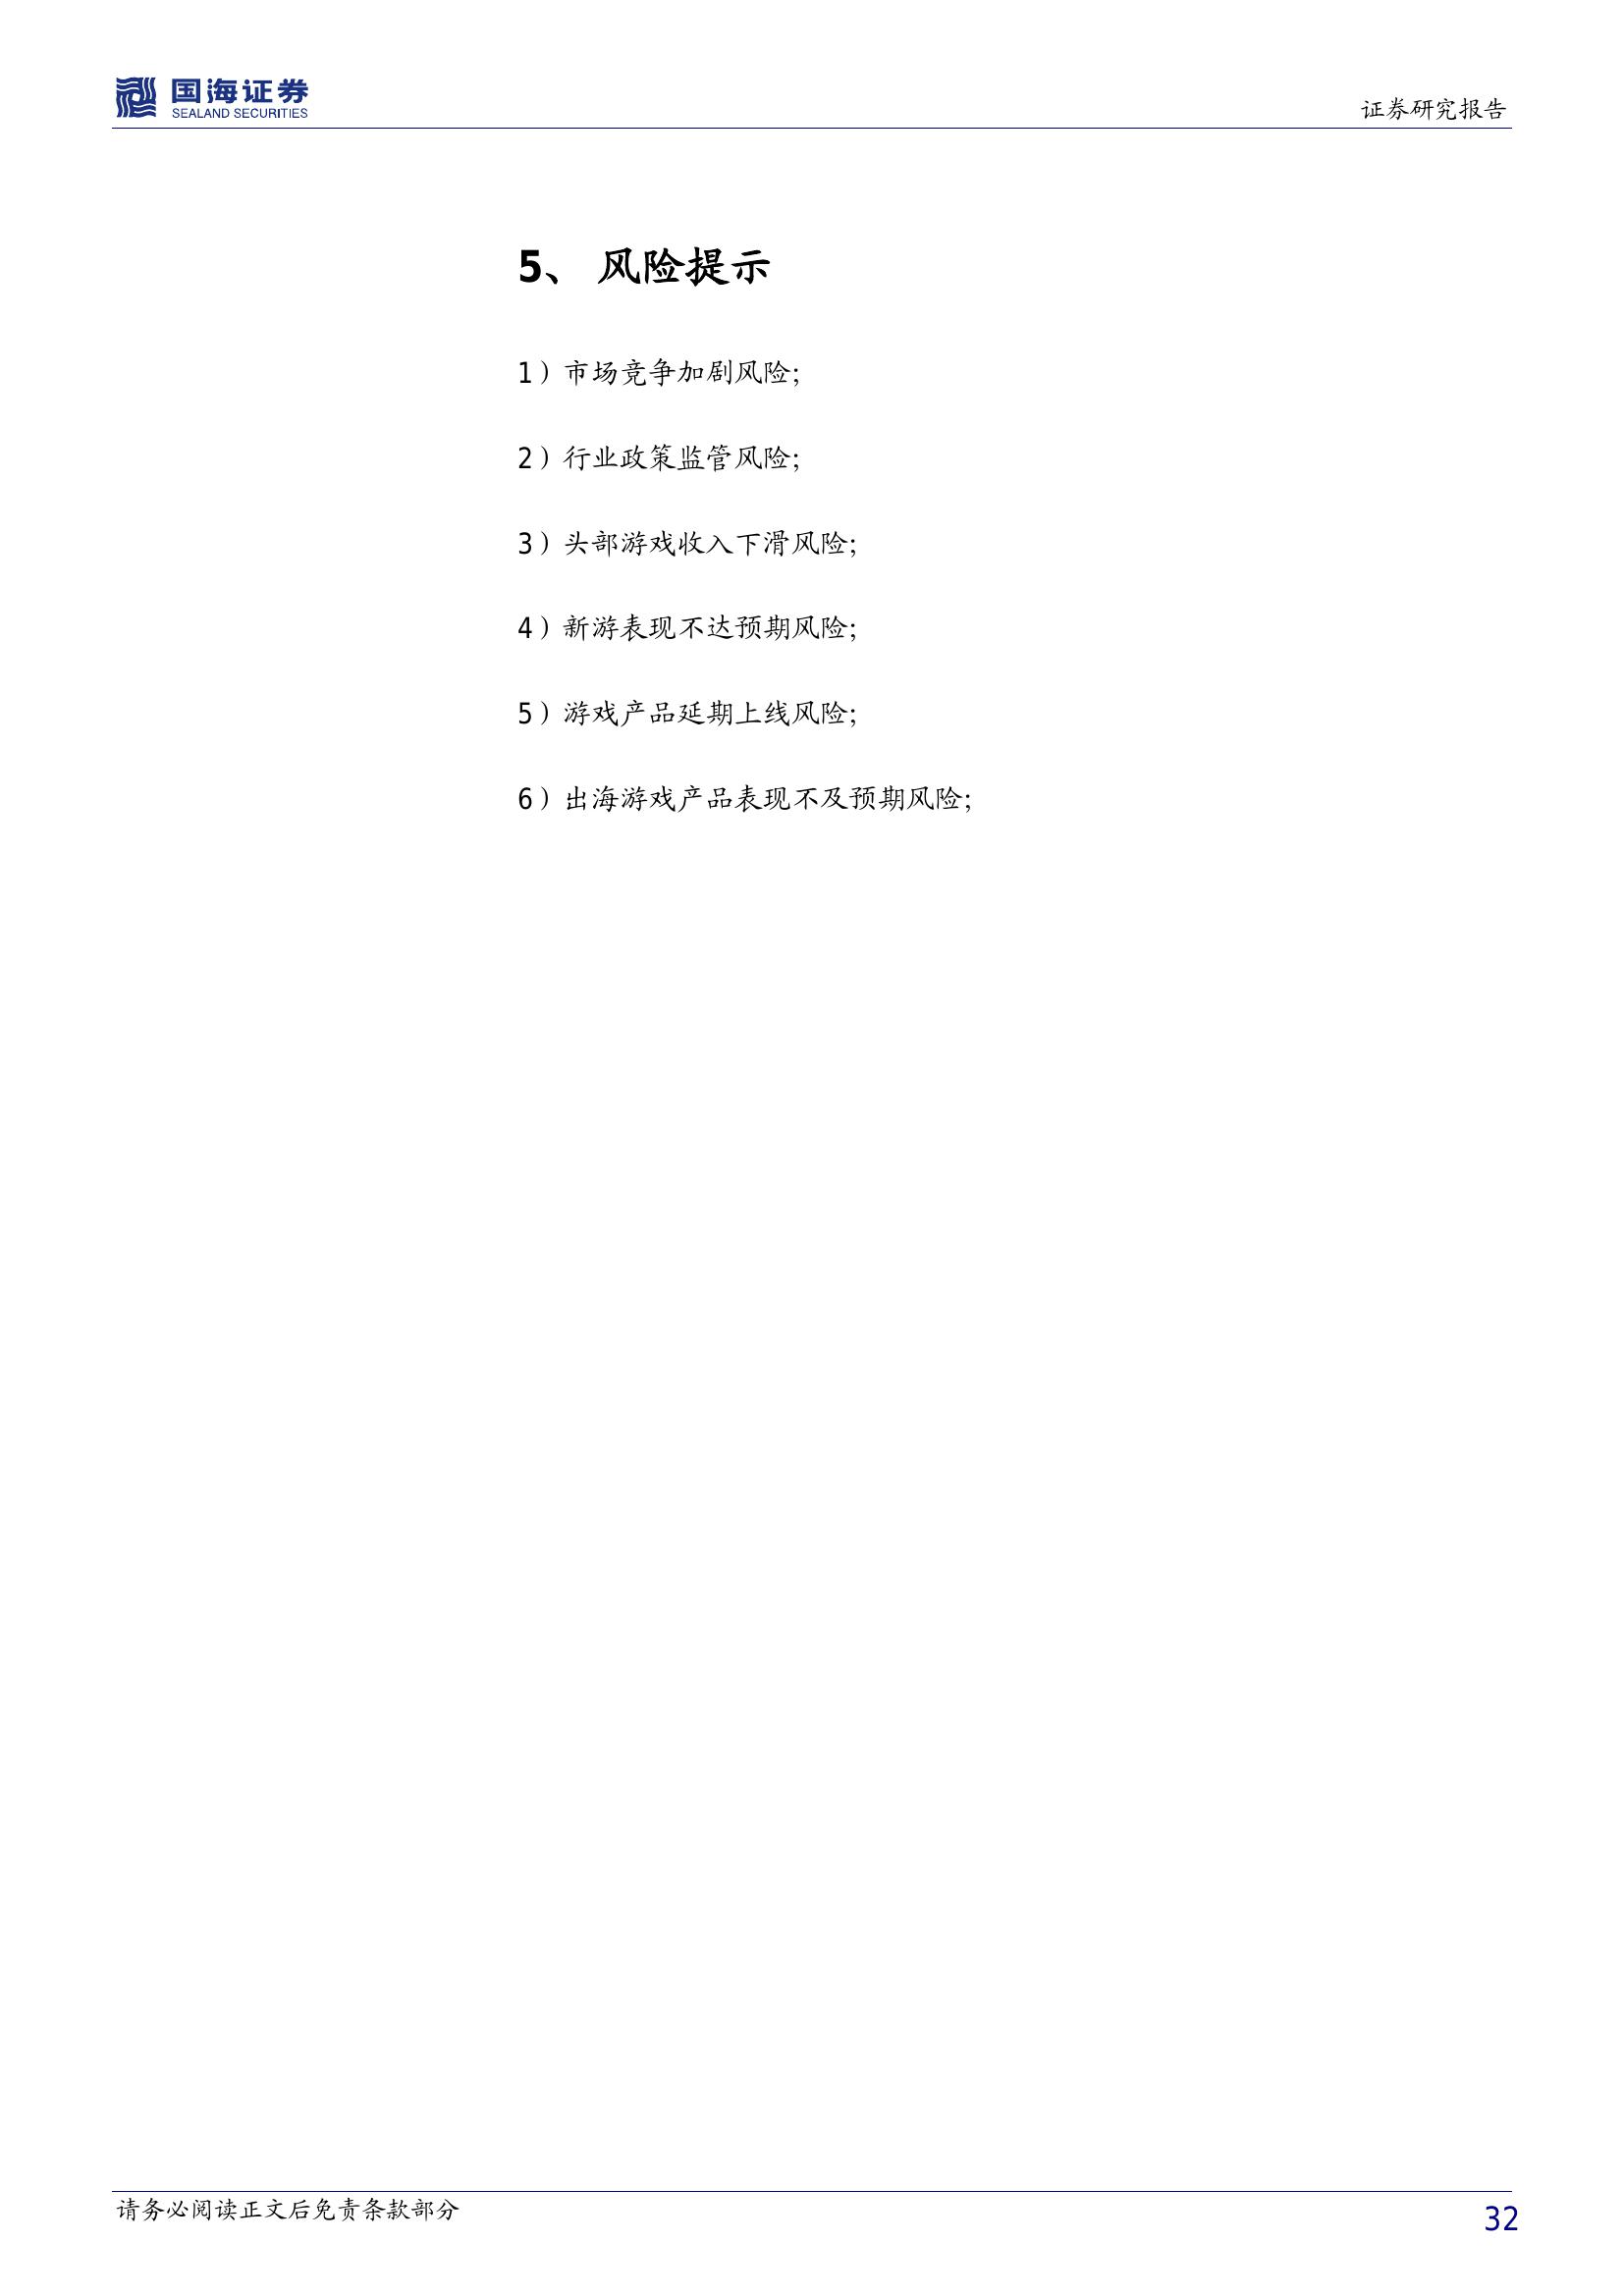 国海证券
SEALAND SECURITIES
证券研究报告
5、 风险提示
1）市场竞争加剧风险；
2）行业政策监管风险；
3）头部游戏收入下滑风险；
4）新游表现不达预期风险；
5）游戏产品延期上线风险；
6）出海游戏产品表现不及预期风险；
请务必阅读正文后免责条款部分
32